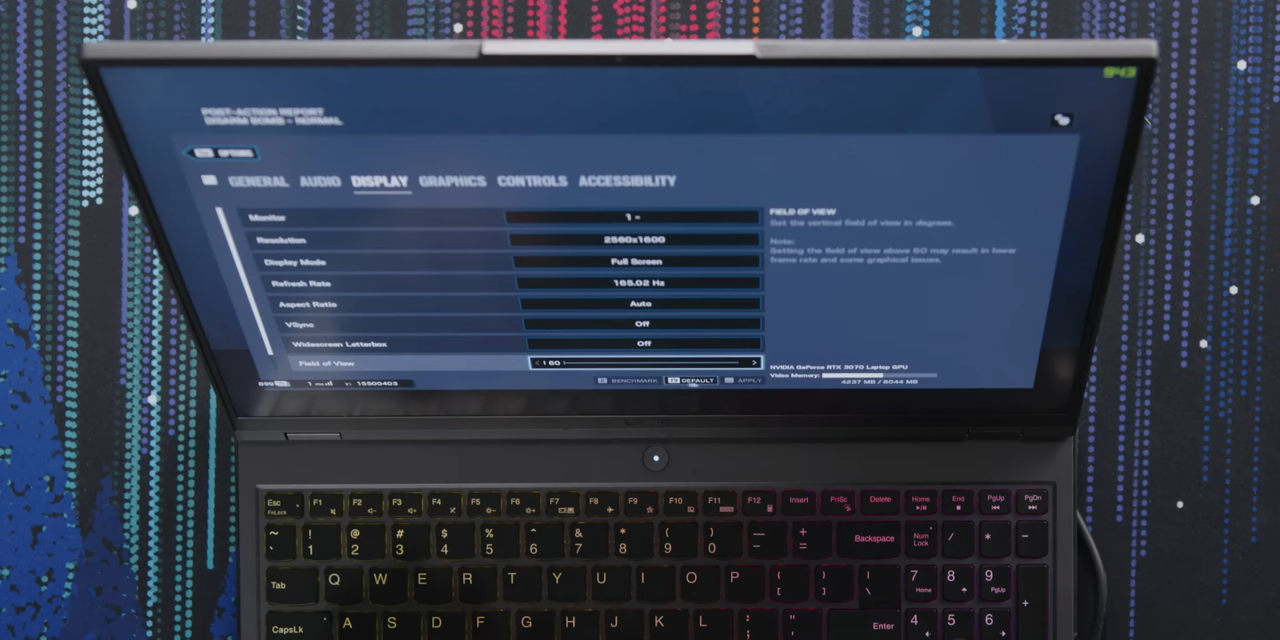 POST-ACTION REPORT
DISARM BOMB - NORMAL
OPTIONS
GENERAL AUDIO DISPLAY GRAPHICS CONTROLS ACCESSIBILITY
Monitor 1
Resolution 2560x1600
Display Mode Full Screen
Refresh Rate 165.02 Hz
Aspect Ratio Auto
VSync Off
Widescreen Letterbox Off
Field of View 60
FIELD OF VIEW
Set the vertical field of view in degrees.
Note:
Setting the field of view above 60 may result in lower
frame rate and some graphical issues.
NVIDIA GeForce RTX 3070 Laptop GPU
Video Memory:
4237 MB / 8044 MB
BENCHMARK DEFAULT APPLY
Esc F1 F2 F3 F4 F5 F6 F7 F8 F9 F10 F11 F12 Insert PrtSc Delete Home End PgUp PgDn
FnLock
~ ! @ # $ % ^ & * ( ) — +
` 1 2 3 4 5 6 7 8 9 0 - = Backspace Num Lock / * −
Tab Q W E R T Y U I O P { } | 7 8 9
[ ] \ Home PgUp +
CapsLk A S D F G H J K L : " Enter 4 5 6
;